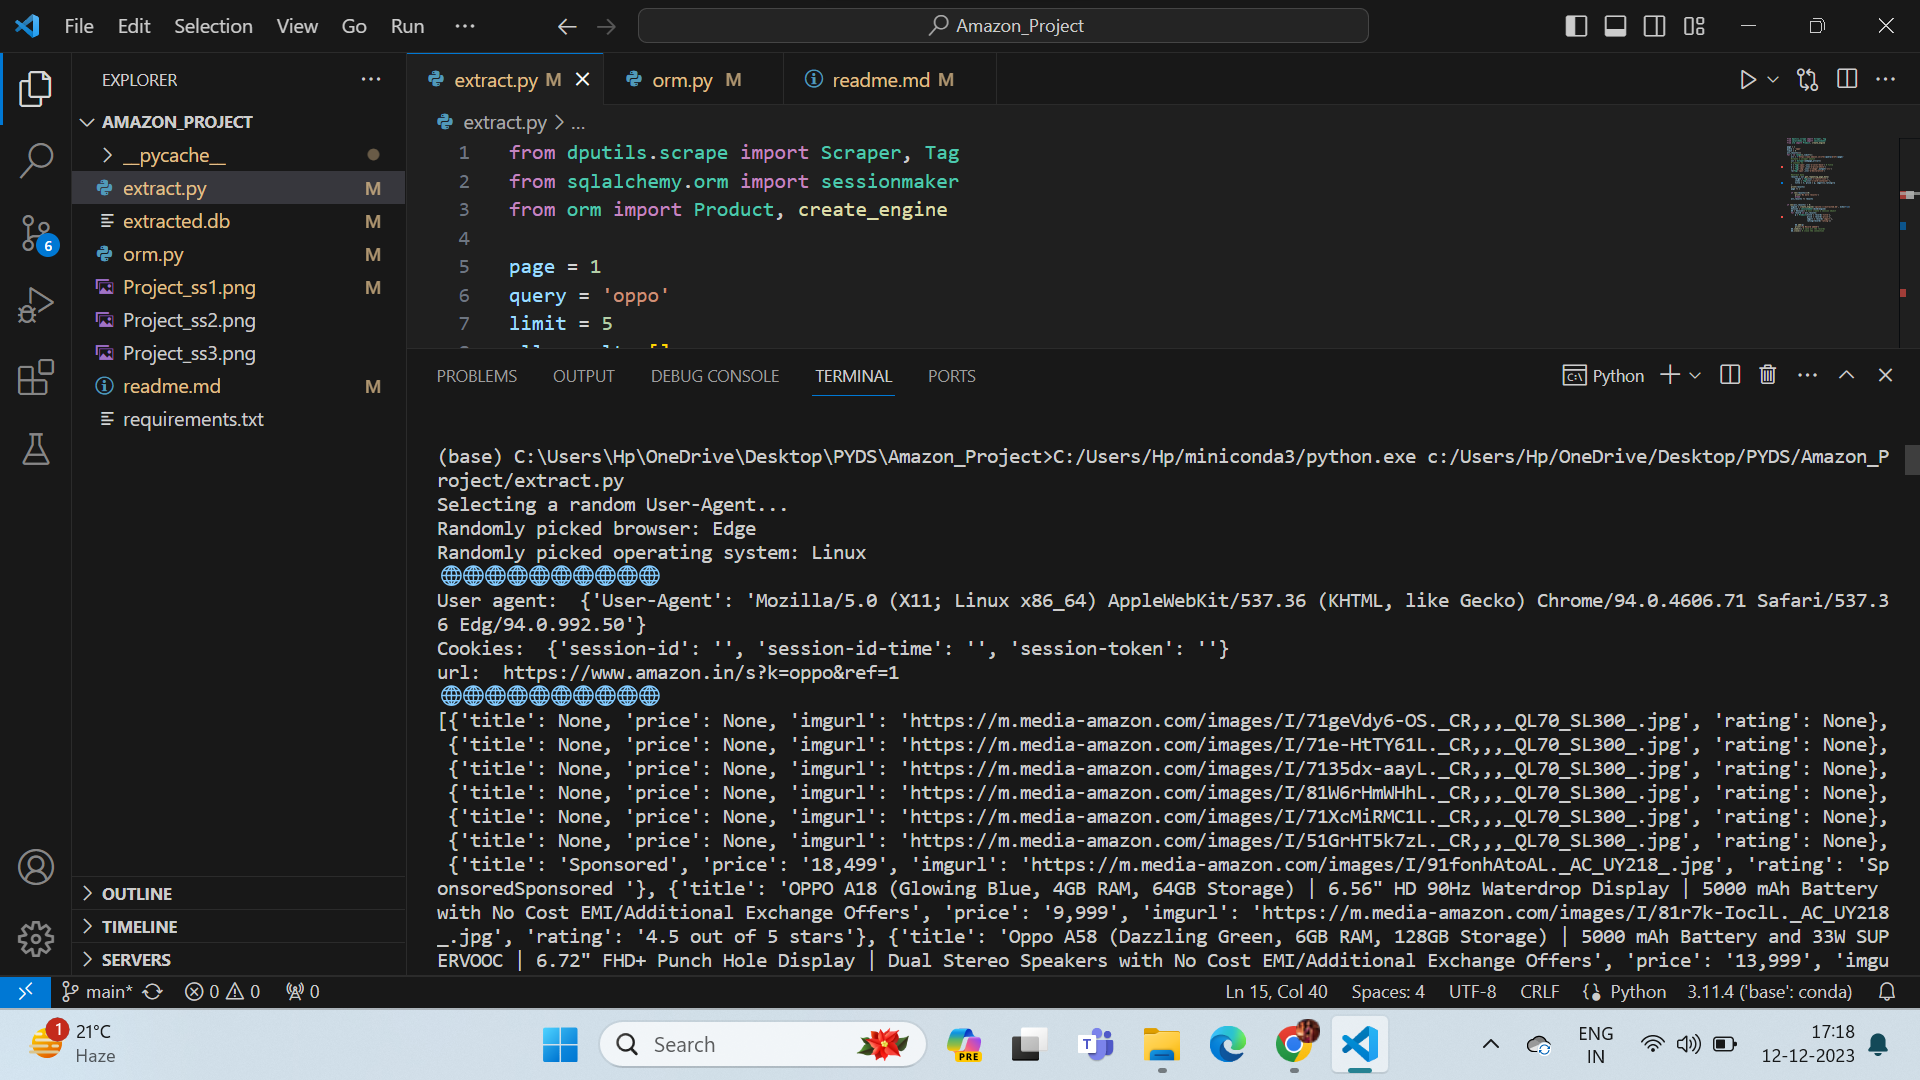 File Edit Selection View Go Run ...
Amazon_Project
EXPLORER
AMAZON_PROJECT
__pycache__
extract.py M
extracted.db M
orm.py M
Project_ss1.png M
Project_ss2.png
Project_ss3.png
readme.md M
requirements.txt
6
OUTLINE
TIMELINE
SERVERS
extract.py M
orm.py M
readme.md M
extract.py > ...
1 from dputils.scrape import Scraper, Tag
2 from sqlalchemy.orm import sessionmaker
3 from orm import Product, create_engine
4
5 page = 1
6 query = 'oppo'
7 limit = 5
PROBLEMS OUTPUT DEBUG CONSOLE TERMINAL PORTS
Python
(base) C:\Users\Hp\OneDrive\Desktop\PYDS\Amazon_Project>C:/Users/Hp/miniconda3/python.exe c:/Users/Hp/OneDrive/Desktop/PYDS/Amazon_P
roject/extract.py
Selecting a random User-Agent...
Randomly picked browser: Edge
Randomly picked operating system: Linux
🌐🌐🌐🌐🌐🌐🌐🌐🌐🌐
User agent:  {'User-Agent': 'Mozilla/5.0 (X11; Linux x86_64) AppleWebKit/537.36 (KHTML, like Gecko) Chrome/94.0.4606.71 Safari/537.3
6 Edg/94.0.992.50'}
Cookies:  {'session-id': '', 'session-id-time': '', 'session-token': ''}
url:  https://www.amazon.in/s?k=oppo&ref=1
🌐🌐🌐🌐🌐🌐🌐🌐🌐🌐
[{'title': None, 'price': None, 'imgurl': 'https://m.media-amazon.com/images/I/71geVdy6-OS._CR,,,_QL70_SL300_.jpg', 'rating': None},
{'title': None, 'price': None, 'imgurl': 'https://m.media-amazon.com/images/I/71e-HtTY61L._CR,,,_QL70_SL300_.jpg', 'rating': None},
{'title': None, 'price': None, 'imgurl': 'https://m.media-amazon.com/images/I/7135dx-aayL._CR,,,_QL70_SL300_.jpg', 'rating': None},
{'title': None, 'price': None, 'imgurl': 'https://m.media-amazon.com/images/I/81W6rHmWHhL._CR,,,_QL70_SL300_.jpg', 'rating': None},
{'title': None, 'price': None, 'imgurl': 'https://m.media-amazon.com/images/I/71XcMiRMC1L._CR,,,_QL70_SL300_.jpg', 'rating': None},
{'title': None, 'price': None, 'imgurl': 'https://m.media-amazon.com/images/I/51GrHT5k7zL._CR,,,_QL70_SL300_.jpg', 'rating': None},
{'title': 'Sponsored', 'price': '18,499', 'imgurl': 'https://m.media-amazon.com/images/I/91fonhAtoAL._AC_UY218_.jpg', 'rating': 'Sp
onsoredSponsored '}, {'title': 'OPPO A18 (Glowing Blue, 4GB RAM, 64GB Storage) | 6.56" HD 90Hz Waterdrop Display | 5000 mAh Battery
with No Cost EMI/Additional Exchange Offers', 'price': '9,999', 'imgurl': 'https://m.media-amazon.com/images/I/81r7k-IoclL._AC_UY218
_.jpg', 'rating': '4.5 out of 5 stars'}, {'title': 'Oppo A58 (Dazzling Green, 6GB RAM, 128GB Storage) | 5000 mAh Battery and 33W SUP
ERVOOC | 6.72" FHD+ Punch Hole Display | Dual Stereo Speakers with No Cost EMI/Additional Exchange Offers', 'price': '13,999', 'imgu
main* 0 0 0
Ln 15, Col 40 Spaces: 4 UTF-8 CRLF Python 3.11.4 ('base': conda)
1
21°C
Haze
Search
PRE
ENG
IN
17:18
12-12-2023